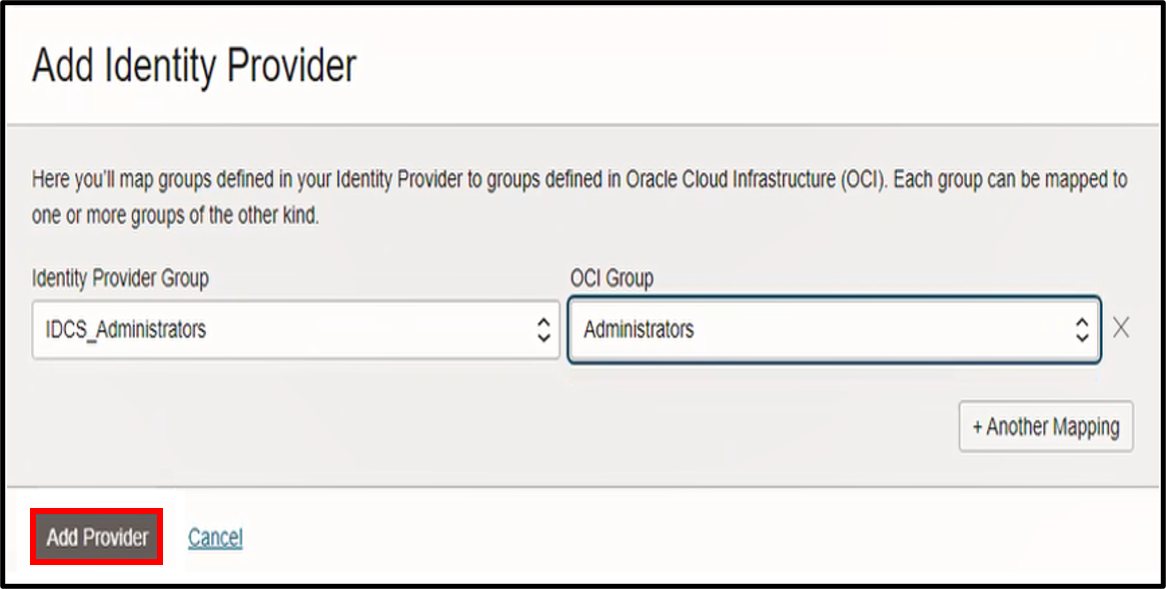 Add Identity Provider
Here you'll map groups defined in your Identity Provider to groups defined in Oracle Cloud Infrastructure (OCI). Each group can be mapped to
one or more groups of the other kind.
Identity Provider Group OCI Group
IDCS_Administrators Administrators X
+ Another Mapping
Add Provider Cancel